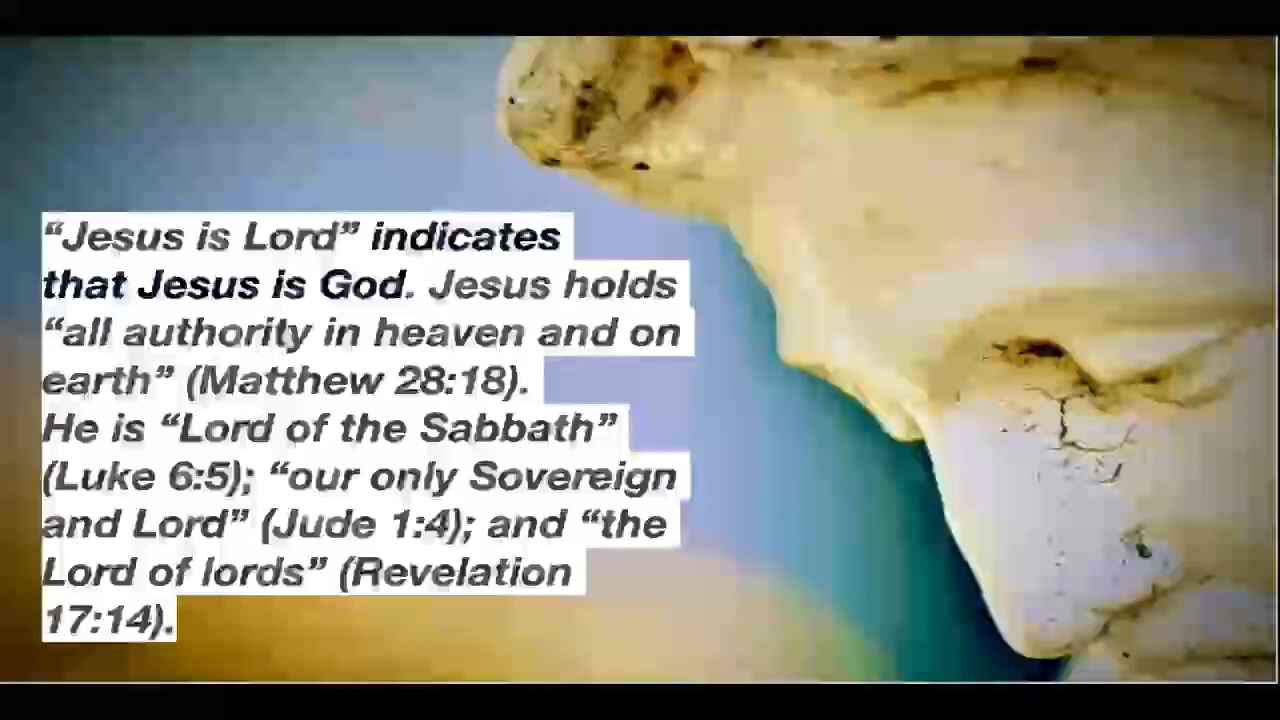 “Jesus is Lord” indicates
that Jesus is God. Jesus holds
“all authority in heaven and on
earth” (Matthew 28:18).
He is “Lord of the Sabbath”
(Luke 6:5); “our only Sovereign
and Lord” (Jude 1:4); and “the
Lord of lords” (Revelation
17:14).